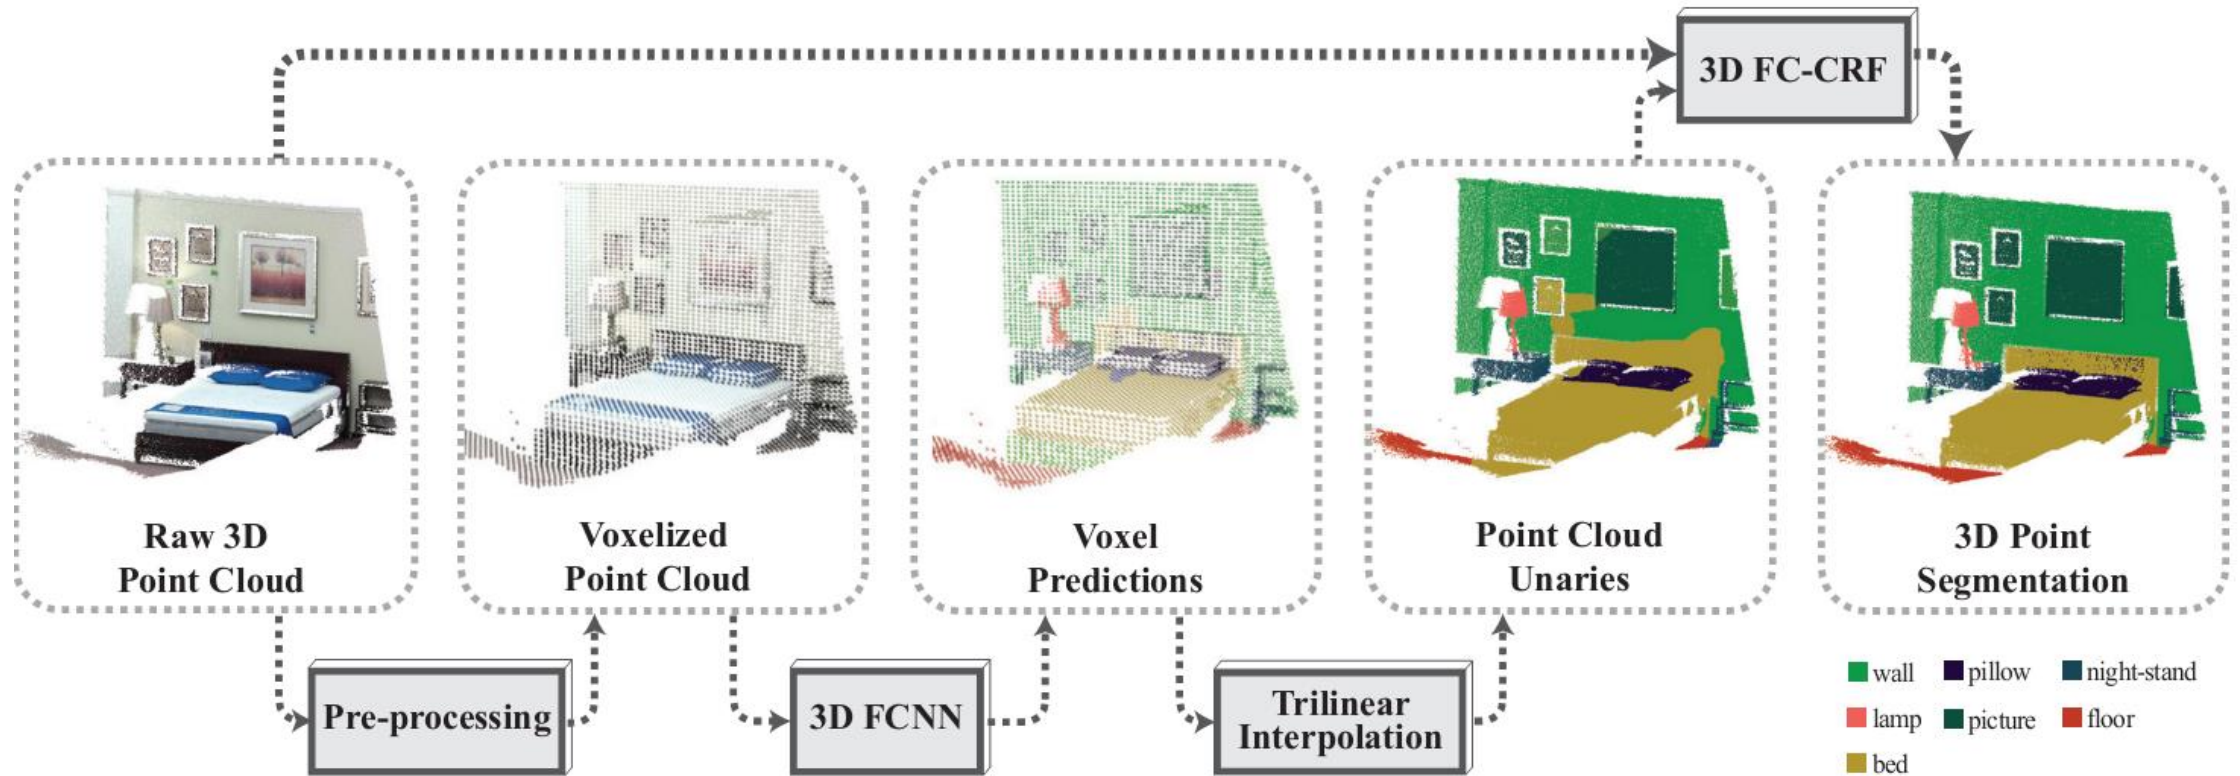 3D FC-CRF
Raw 3D
Point Cloud
Voxelized
Point Cloud
Voxel
Predictions
Point Cloud
Unaries
3D Point
Segmentation
Pre-processing
3D FCNN
Trilinear
Interpolation
wall
pillow
night-stand
lamp
picture
floor
bed